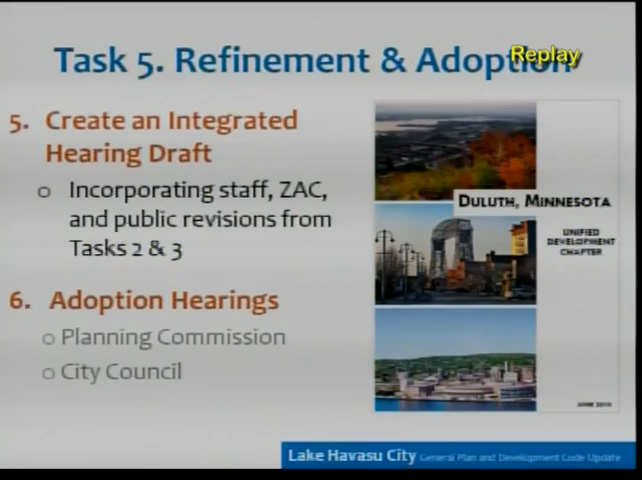 Task 5. Refinement & Adoption
Replay
5. Create an Integrated
Hearing Draft
o Incorporating staff, ZAC,
and public revisions from
Tasks 2 & 3
6. Adoption Hearings
o Planning Commission
o City Council
DULUTH, MINNESOTA
UNIFIED
DEVELOPMENT
CHAPTER
JUNE 2010
Lake Havasu City General Plan and Development Code Update